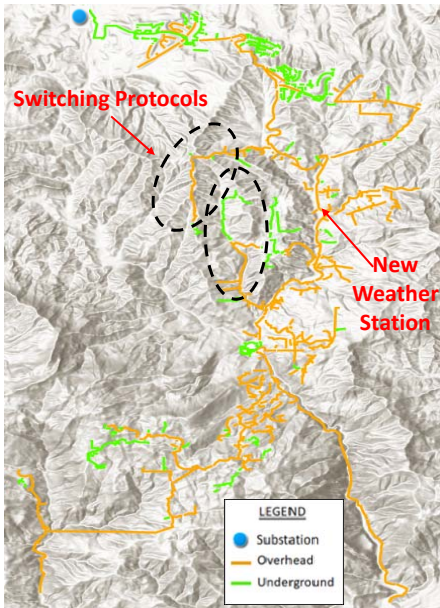 Switching Protocols
New
Weather
Station
LEGEND
Substation
Overhead
Underground